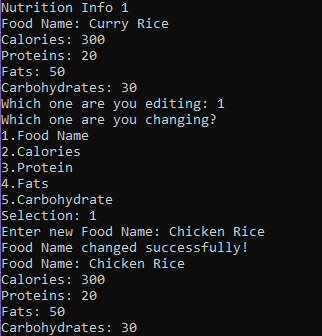 Nutrition Info 1
Food Name: Curry Rice
Calories: 300
Proteins: 20
Fats: 50
Carbohydrates: 30
Which one are you editing: 1
Which one are you changing?
1.Food Name
2.Calories
3.Protein
4.Fats
5.Carbohydrate
Selection: 1
Enter new Food Name: Chicken Rice
Food Name changed successfully!
Food Name: Chicken Rice
Calories: 300
Proteins: 20
Fats: 50
Carbohydrates: 30